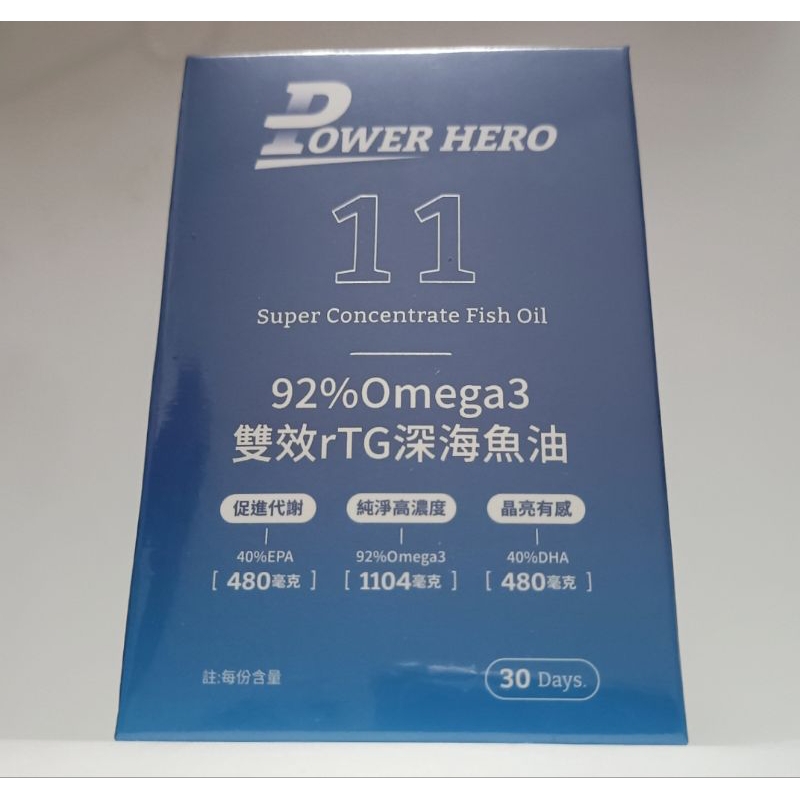 POWER HERO
11
Super Concentrate Fish Oil
92%Omega3
雙效rTG深海魚油
促進代謝 純淨高濃度 晶亮有感
40%EPA 92%Omega3 40%DHA
[ 480毫克 ] [ 1104毫克 ] [ 480毫克 ]
註:每份含量 30 Days.